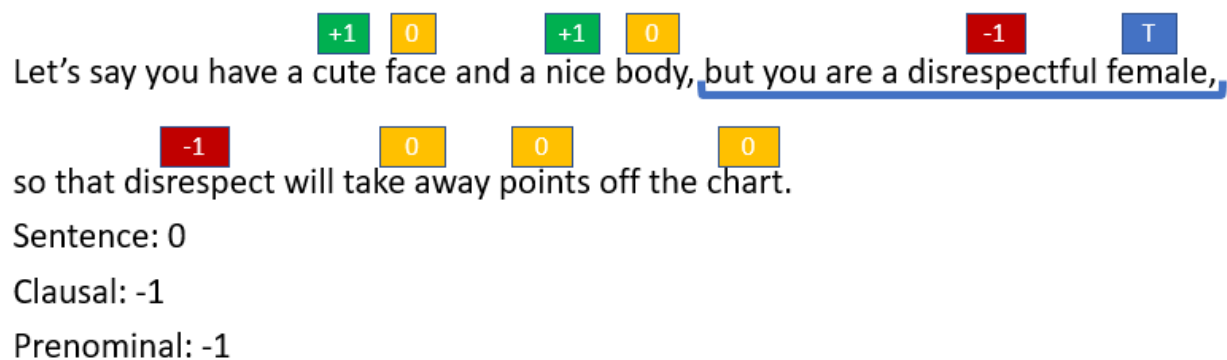 +1 0 +1 0 -1 T
Let's say you have a cute face and a nice body, but you are a disrespectful female,
-1 0 0 0
so that disrespect will take away points off the chart.
Sentence: 0
Clausal: -1
Prenominal: -1